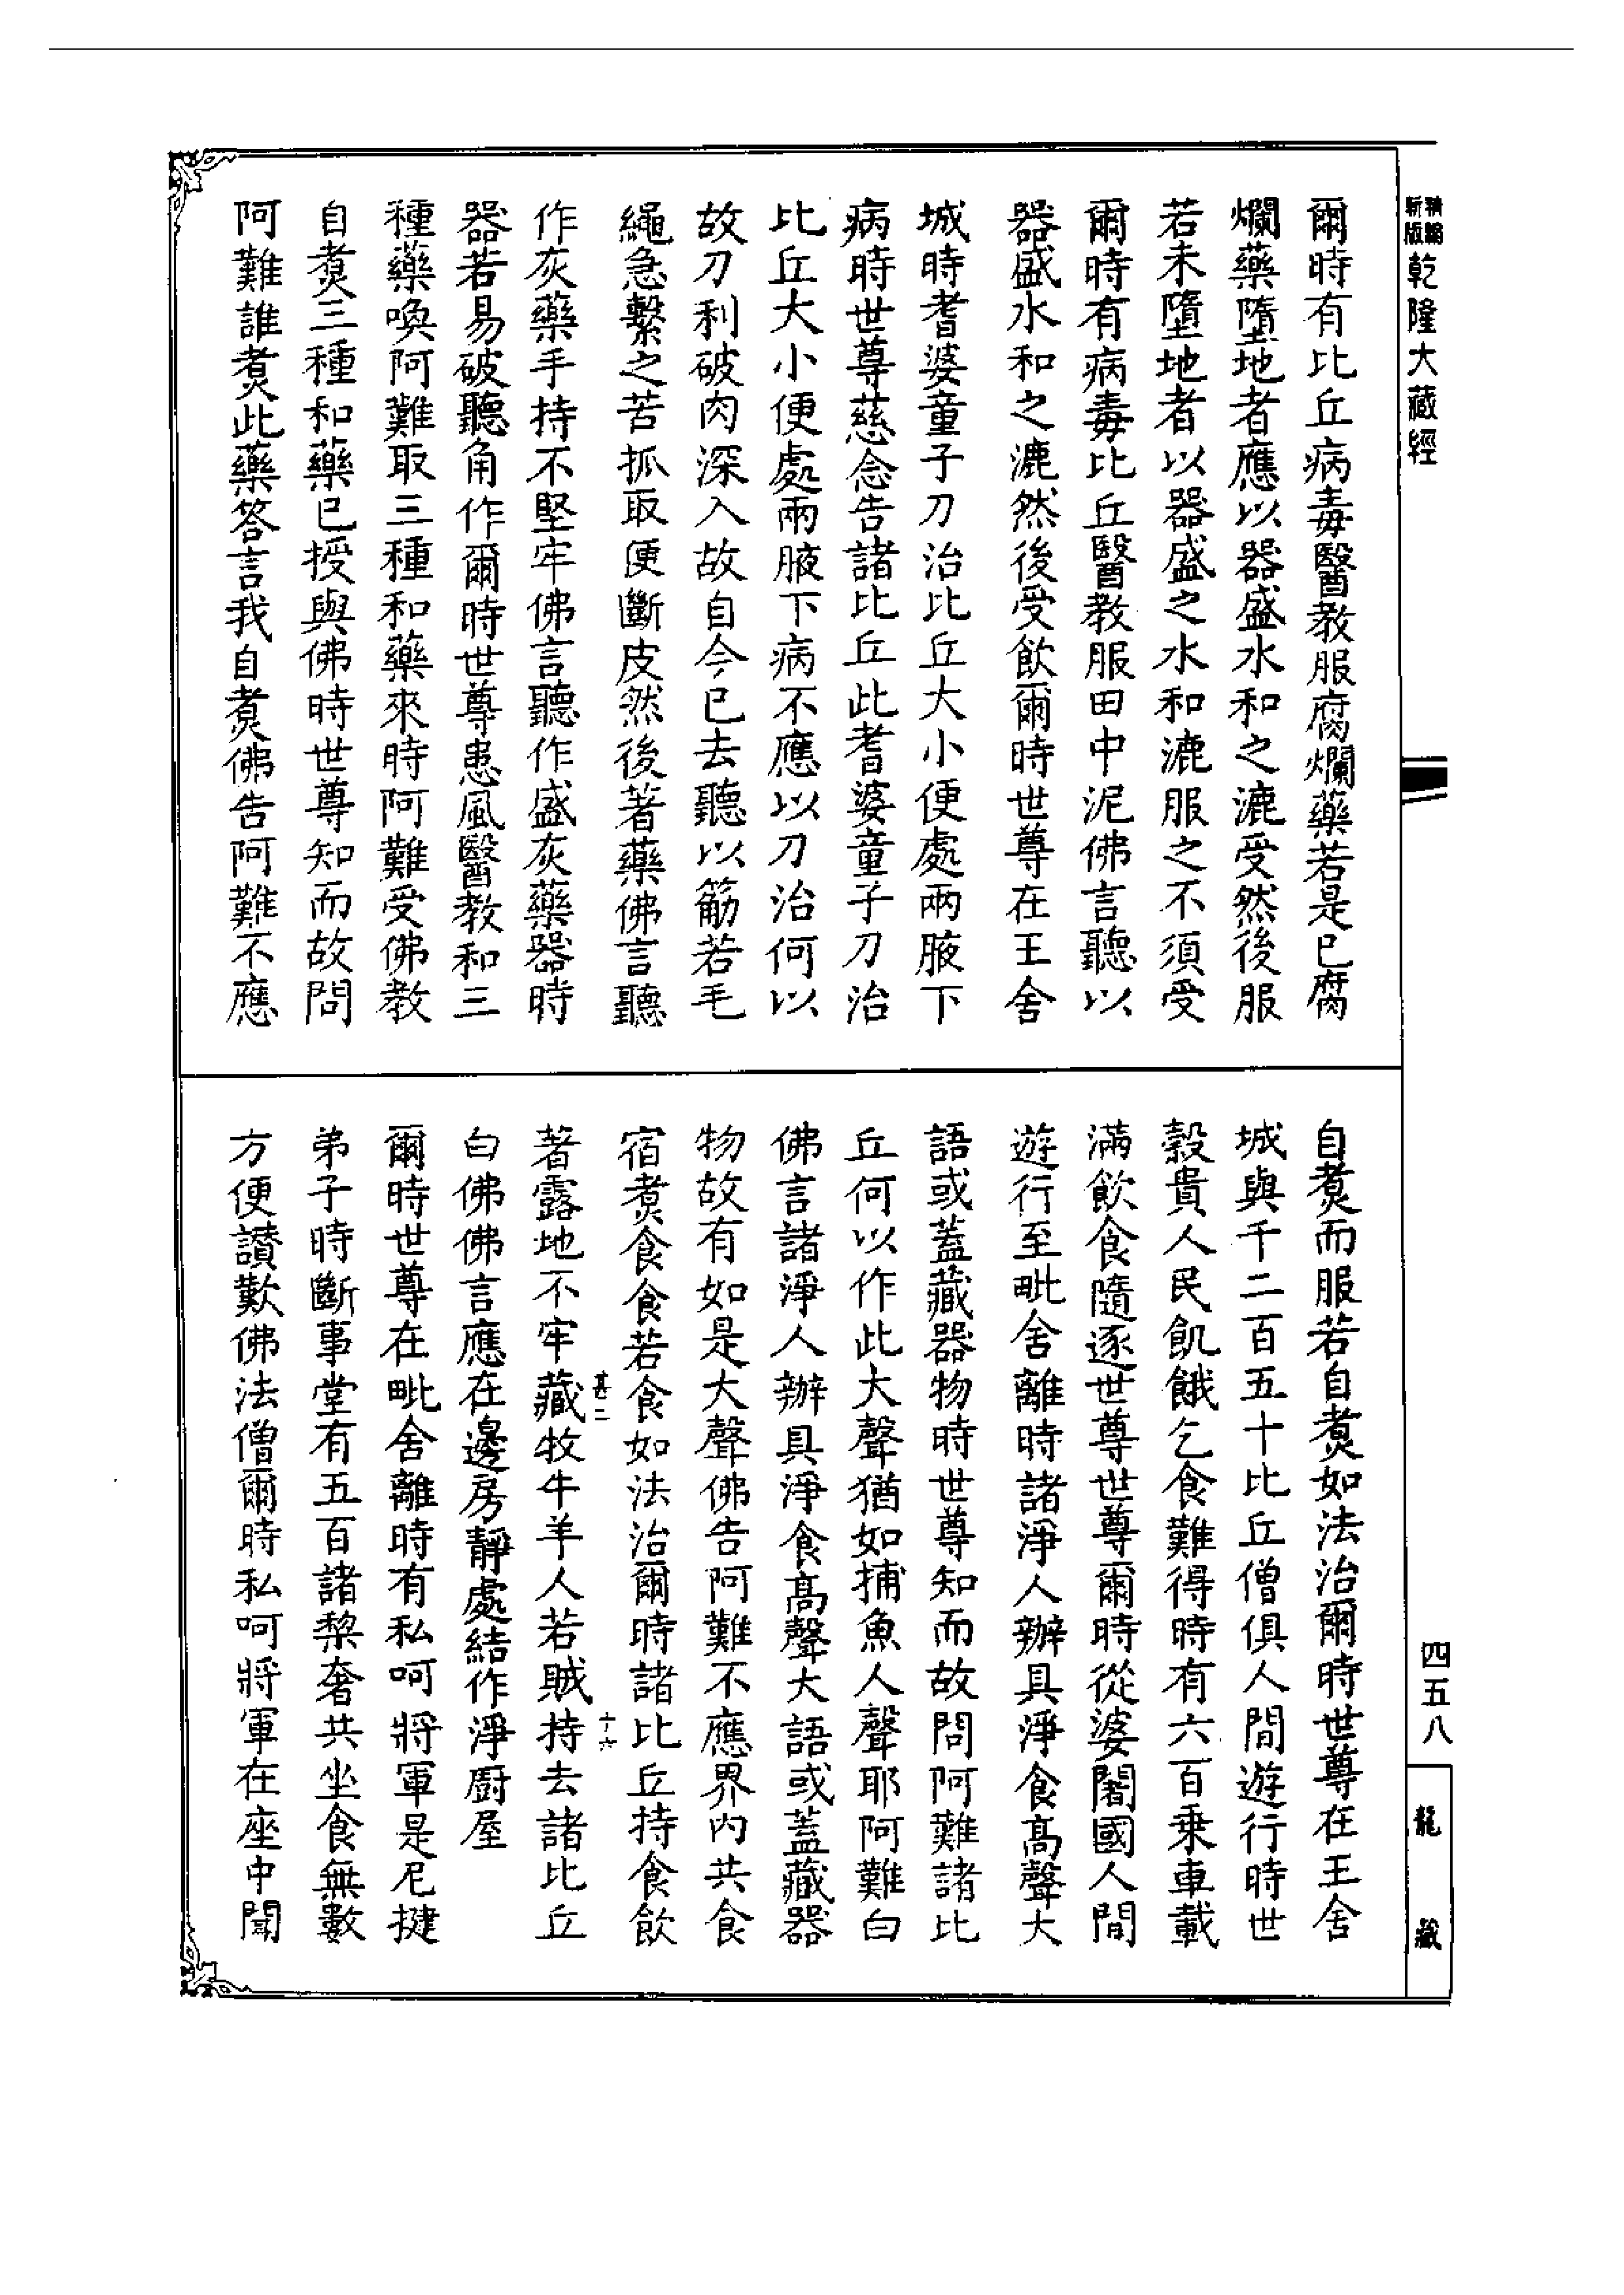 新版 精編
乾隆大藏經
四五八
龍藏
爾時有比丘病毒醫教服腐爛藥若是已腐
爛藥墮地者應以器盛水和之漉受然後服
若未墮地者以器盛之水和漉服之不須受
爾時有病毒比丘醫教服田中泥佛言聽以
器盛水和之漉然後受飲爾時世尊在王舍
城時耆婆童子刀治比丘大小便處兩腋下
病時世尊慈念告諸比丘此耆婆童子刀治
比丘大小便處兩腋下病不應以刀治何以
故刀利破肉深入故自今已去聽以筋若毛
繩急繫之苦抓取便斷皮然後著藥佛言聽
作灰藥手持不堅牢佛言聽作盛灰藥器時
器若易破聽角作爾時世尊患風醫教和三
種藥喚阿難取三種和藥來時阿難受佛教
自煑三種和藥已授與佛時世尊知而故問
阿難誰煑此藥答言我自煑佛告阿難不應
自煑而服若自煑如法治爾時世尊在王舍
城與千二百五十比丘僧俱人間遊行時世
穀貴人民飢餓乞食難得時有六百乘車載
滿飲食隨逐世尊世尊爾時從婆闍國人間
遊行至毗舍離時諸淨人辦具淨食高聲大
語或蓋藏器物時世尊知而故問阿難諸比
丘何以作此大聲猶如捕魚人聲耶阿難白
佛言諸淨人辦具淨食高聲大語或蓋藏器
物故有如是大聲佛告阿難不應界內共食
宿煑食食若食如法治爾時諸比丘持食飲
甚二
十六
著露地不牢藏牧牛羊人若賊持去諸比丘
白佛佛言應在邊房靜處結作淨廚屋
爾時世尊在毗舍離時有私呵將軍是尼揵
弟子時斷事堂有五百諸棃奢共坐食無數
方便讚歎佛法僧爾時私呵將軍在座中聞